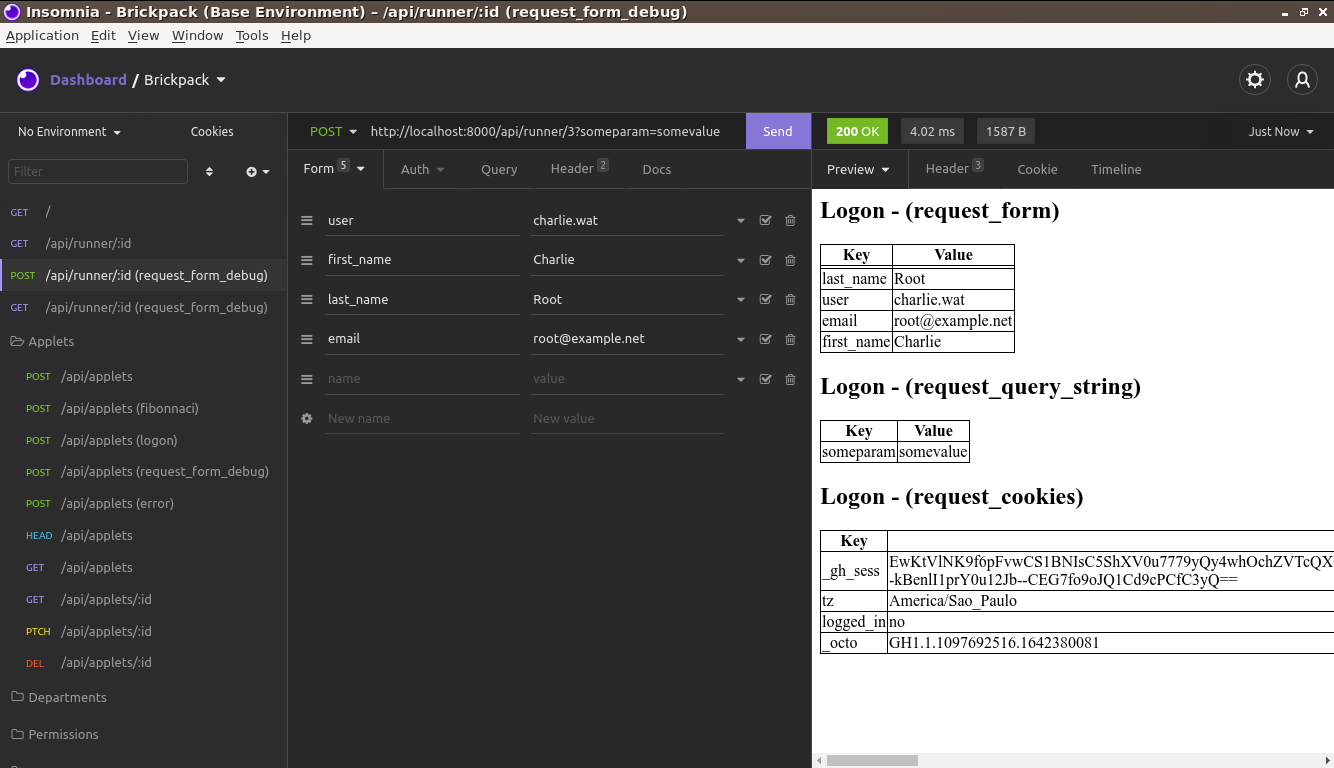 Insomnia - Brickpack (Base Environment) – /api/runner/:id (request_form_debug)
Application Edit View Window Tools Help
Dashboard / Brickpack
No Environment Cookies
Filter
GET /
GET /api/runner/:id
POST /api/runner/:id (request_form_debug)
GET /api/runner/:id (request_form_debug)
Applets
POST /api/applets
POST /api/applets (fibonnaci)
POST /api/applets (logon)
POST /api/applets (request_form_debug)
POST /api/applets (error)
HEAD /api/applets
GET /api/applets
GET /api/applets/:id
PTCH /api/applets/:id
DEL /api/applets/:id
Departments
Permissions
POST http://localhost:8000/api/runner/3?someparam=somevalue Send
Form 5 Auth Query Header 2 Docs
user charlie.wat
first_name Charlie
last_name Root
email root@example.net
name value
New name New value
200 OK 4.02 ms 1587 B Just Now
Preview Header 3 Cookie Timeline
Logon - (request_form)
Key Value
last_name Root
user charlie.wat
email root@example.net
first_name Charlie
Logon - (request_query_string)
Key Value
someparam somevalue
Logon - (request_cookies)
Key
_gh_sess EwKtVlNK9f6pFvwCS1BNIsC5ShXV0u7779yQy4whOchZVTcQX
-kBenlI1prY0u12Jb--CEG7fo9oJQ1Cd9cPCfC3yQ==
tz America/Sao_Paulo
logged_in no
_octo GH1.1.1097692516.1642380081